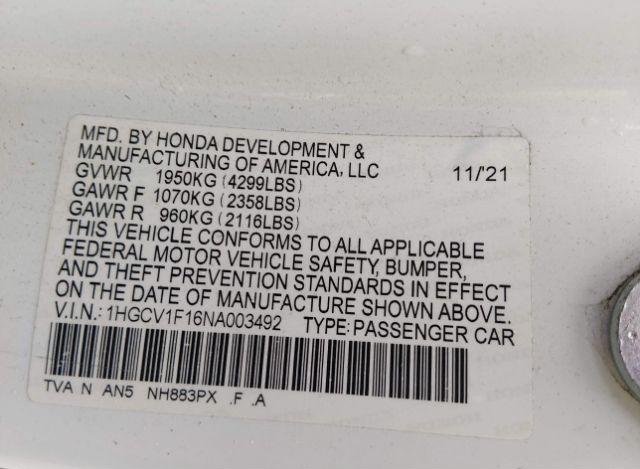 MFD. BY HONDA DEVELOPMENT &
MANUFACTURING OF AMERICA, LLC 11/'21
GVWR 1950KG (4299LBS)
GAWR F 1070KG (2358LBS)
GAWR R 960KG (2116LBS)
THIS VEHICLE CONFORMS TO ALL APPLICABLE
FEDERAL MOTOR VEHICLE SAFETY, BUMPER,
AND THEFT PREVENTION STANDARDS IN EFFECT
ON THE DATE OF MANUFACTURE SHOWN ABOVE.
V.I.N.: 1HGCV1F16NA003492 TYPE: PASSENGER CAR
TVA N AN5 NH883PX .F .A